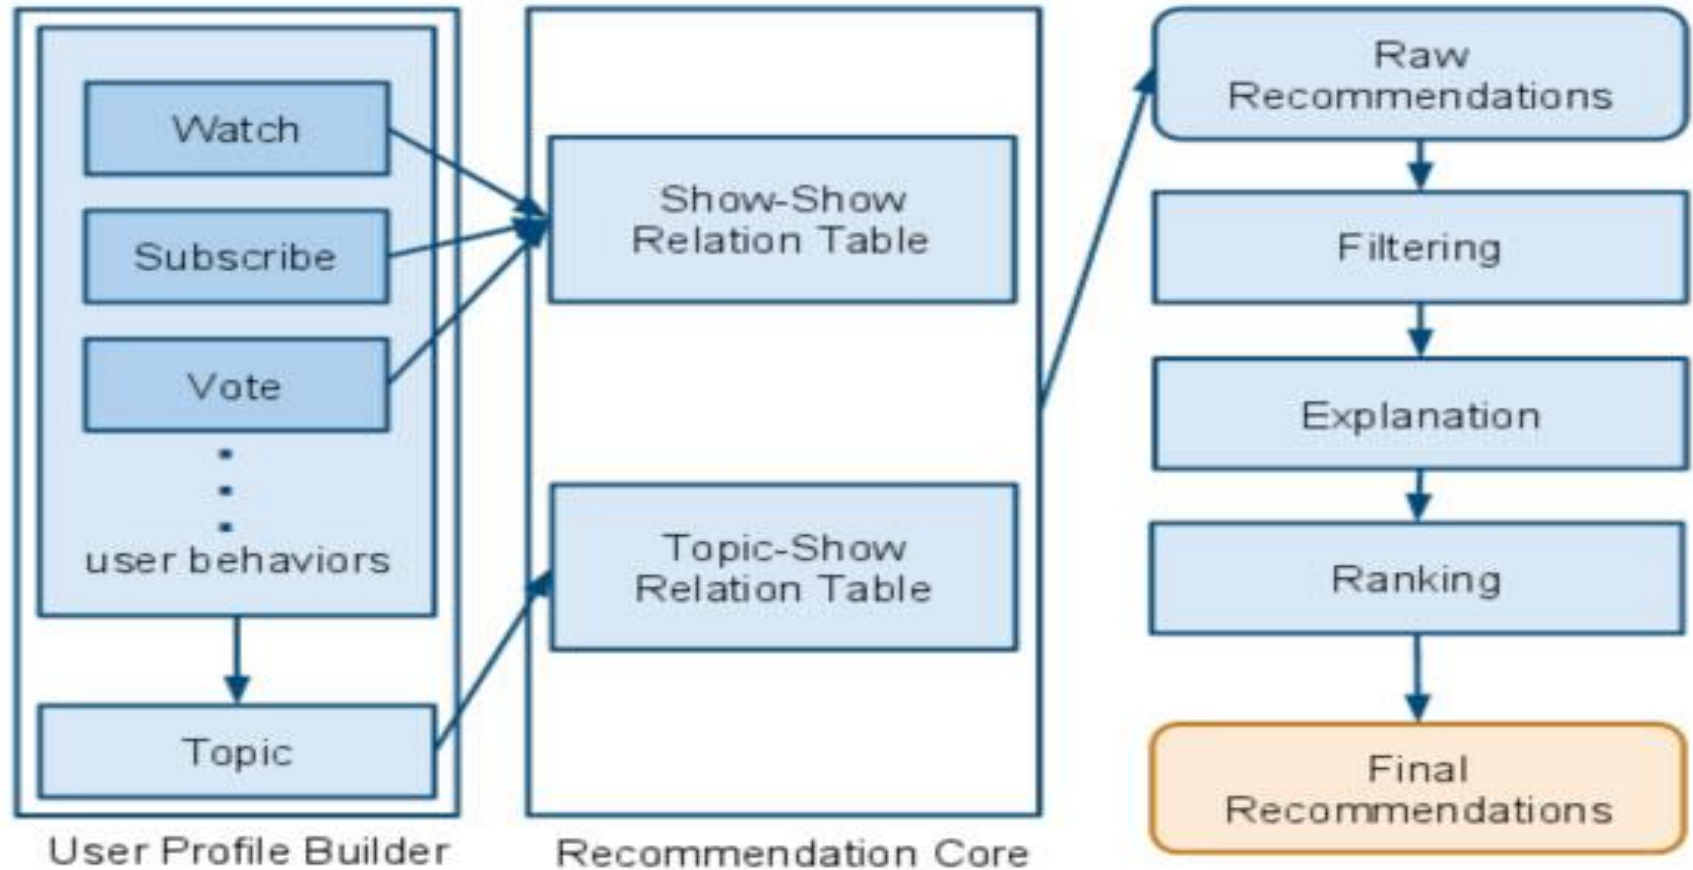 Watch
Subscribe
Vote
user behaviors
Topic
User Profile Builder
Show-Show
Relation Table
Topic-Show
Relation Table
Recommendation Core
Raw
Recommendations
Filtering
Explanation
Ranking
Final
Recommendations